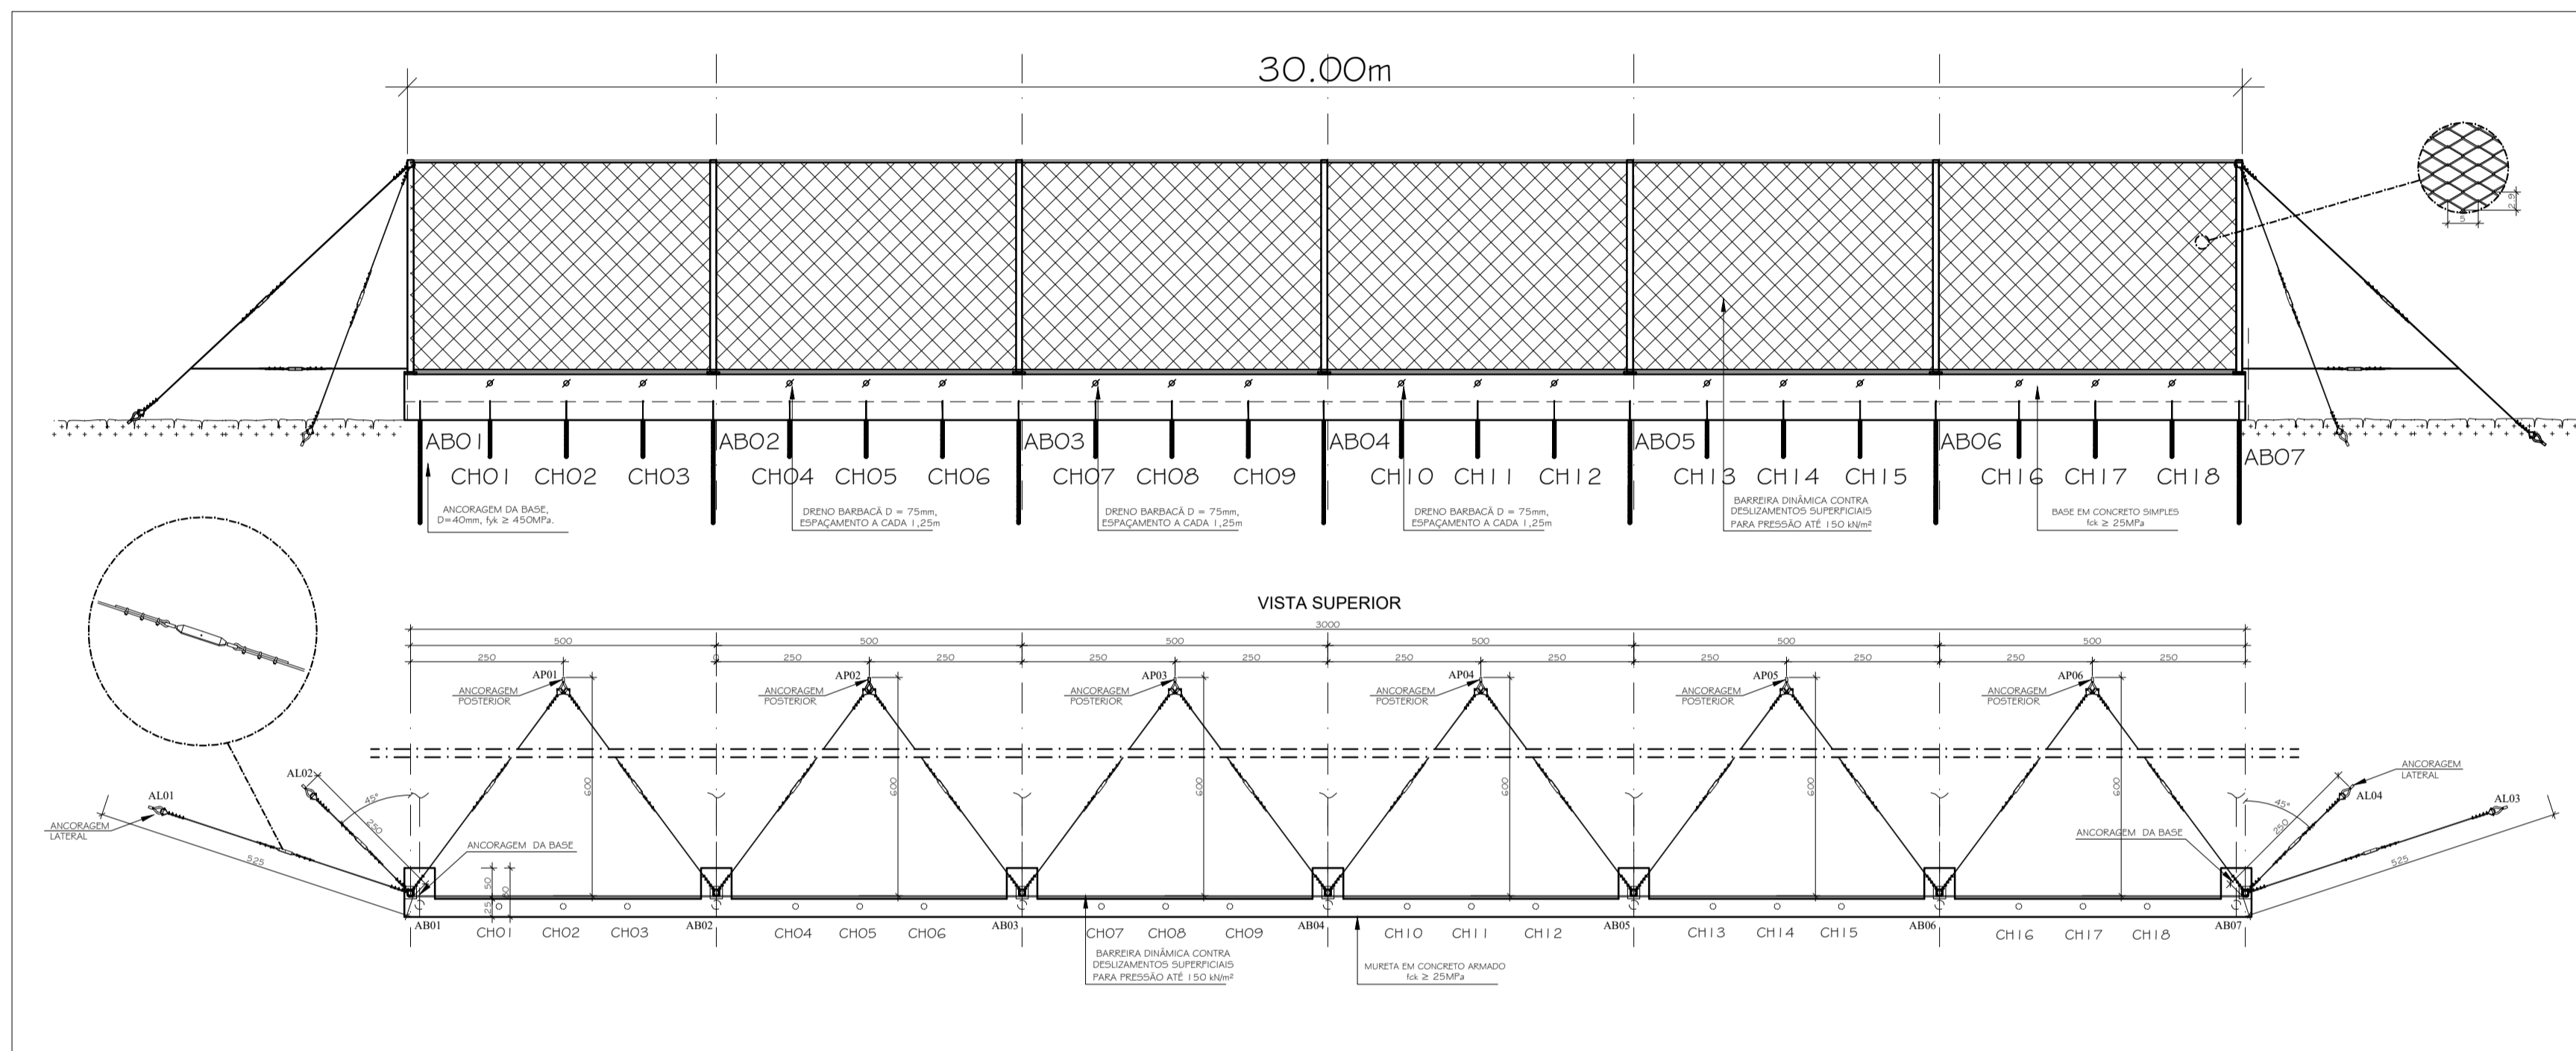 30.00m
5
2.9
AB01
AB02
AB03
AB04
AB05
AB06
AB07
CH01
CH02
CH03
CH04
CH05
CH06
CH07
CH08
CH09
CH10
CH11
CH12
CH13
CH14
CH15
CH16
CH17
CH18
ANCORAGEM DA BASE,
D=40mm, fyk ≥ 450MPa.
DRENO BARBACÃ D = 75mm,
ESPAÇAMENTO A CADA 1,25m
DRENO BARBACÃ D = 75mm,
ESPAÇAMENTO A CADA 1,25m
DRENO BARBACÃ D = 75mm,
ESPAÇAMENTO A CADA 1,25m
BARREIRA DINÂMICA CONTRA
DESLIZAMENTOS SUPERFICIAIS
PARA PRESSÃO ATÉ 150 kN/m²
BASE EM CONCRETO SIMPLES
fck ≥ 25MPa
VISTA SUPERIOR
3000
500
500
500
500
500
500
250
0
250
250
250
250
250
250
250
250
250
250
AP01
ANCORAGEM
POSTERIOR
AP02
ANCORAGEM
POSTERIOR
AP03
ANCORAGEM
POSTERIOR
AP04
ANCORAGEM
POSTERIOR
AP05
ANCORAGEM
POSTERIOR
AP06
ANCORAGEM
POSTERIOR
600
600
600
600
600
600
AL02
AL01
ANCORAGEM
LATERAL
45°
250
525
ANCORAGEM DA BASE
50
25
80
ANCORAGEM
LATERAL
AL04
AL03
45°
250
525
ANCORAGEM DA BASE
AB01
CH01
CH02
CH03
AB02
CH04
CH05
CH06
AB03
CH07
CH08
CH09
AB04
CH10
CH11
CH12
AB05
CH13
CH14
CH15
AB06
CH16
CH17
CH18
AB07
BARREIRA DINÂMICA CONTRA
DESLIZAMENTOS SUPERFICIAIS
PARA PRESSÃO ATÉ 150 kN/m²
MURETA EM CONCRETO ARMADO
fck ≥ 25MPa